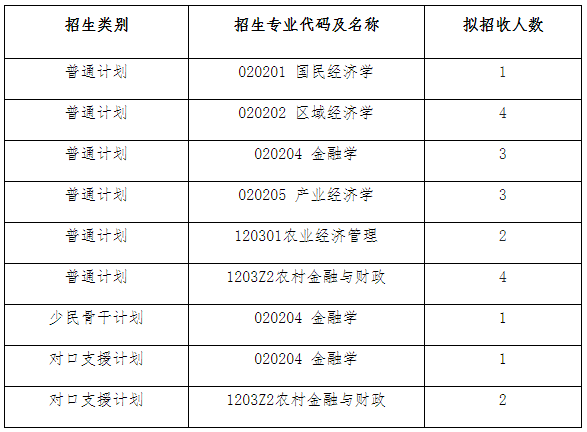 招生类别 招生专业代码及名称 拟招收人数
普通计划 020201 国民经济学 1
普通计划 020202 区域经济学 4
普通计划 020204 金融学 3
普通计划 020205 产业经济学 3
普通计划 120301农业经济管理 2
普通计划 1203Z2农村金融与财政 4
少民骨干计划 020204 金融学 1
对口支援计划 020204 金融学 1
对口支援计划 1203Z2农村金融与财政 2